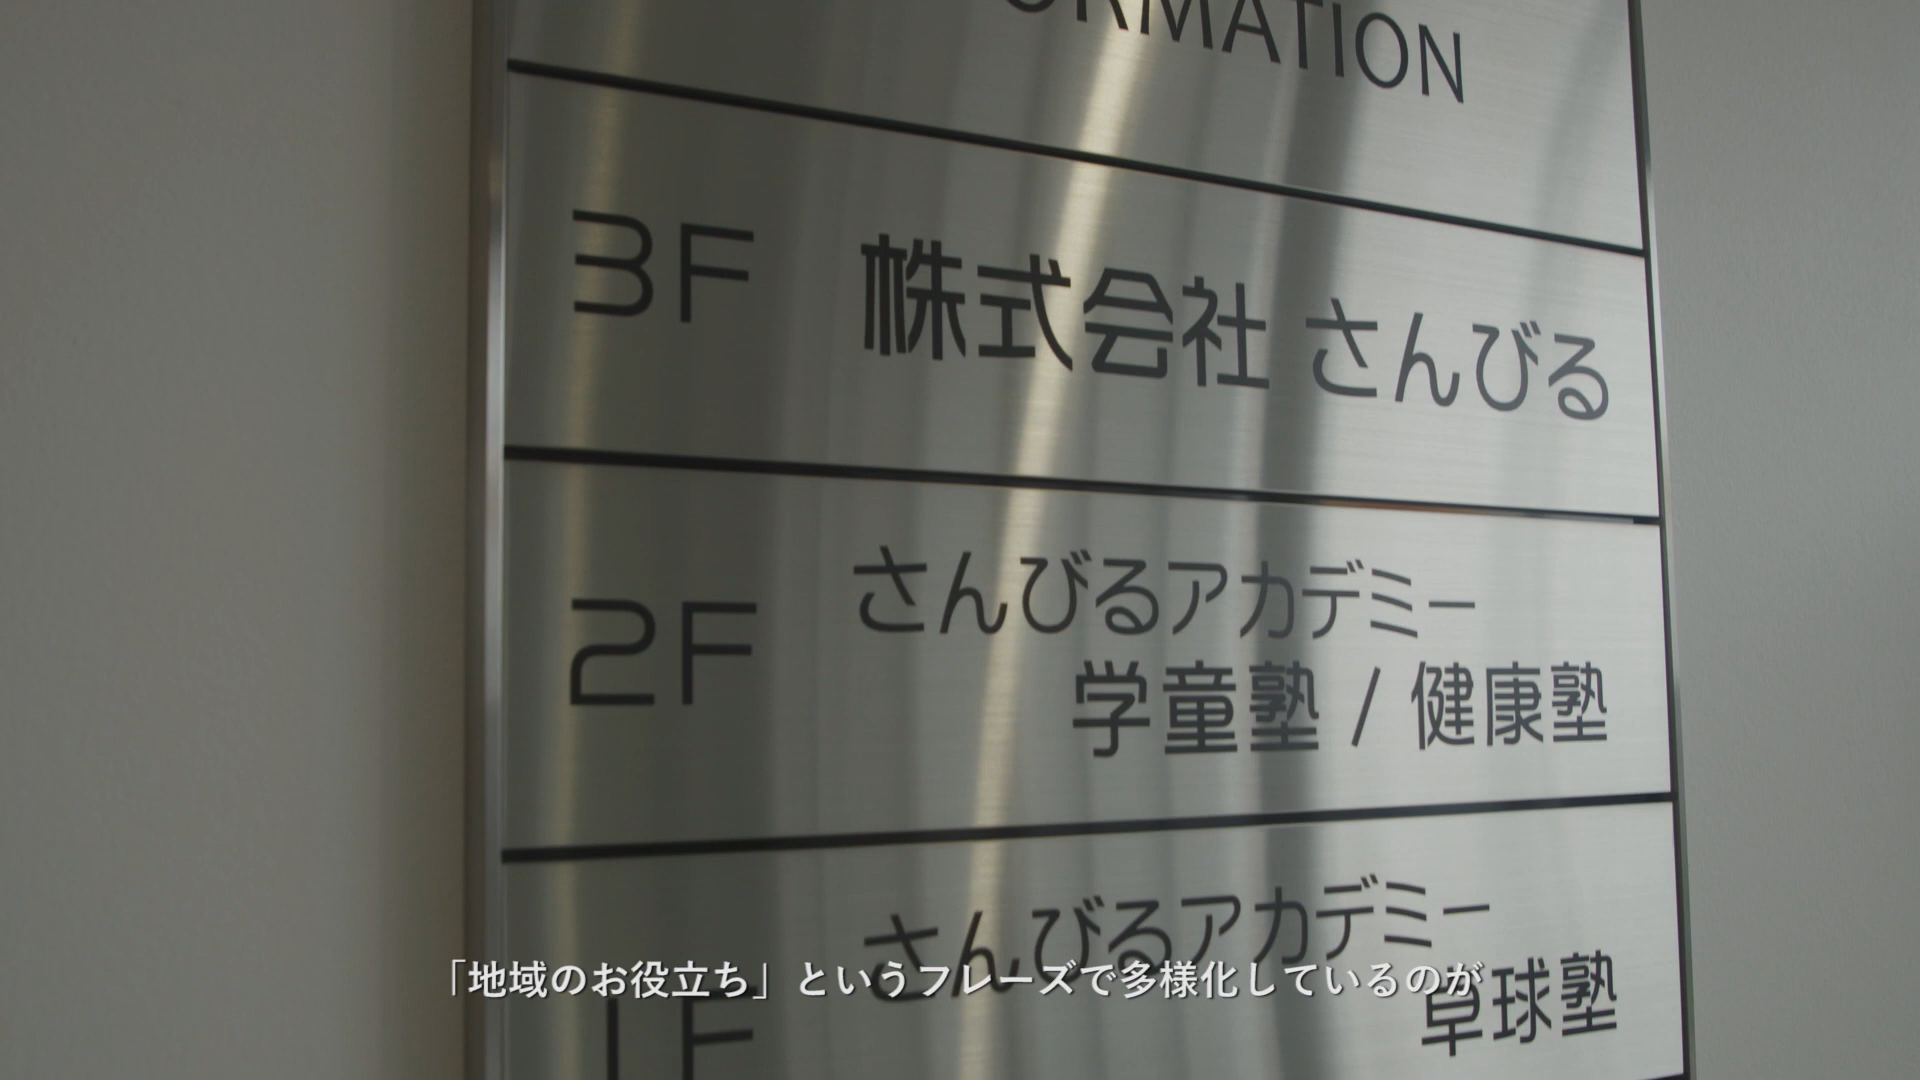 ORMATION
3F 株式会社 さんびる
2F さんびるアカデミー
学童塾 / 健康塾
1F さんびるアカデミー
卓球塾
「地域のお役立ち」というフレーズで多様化しているのが